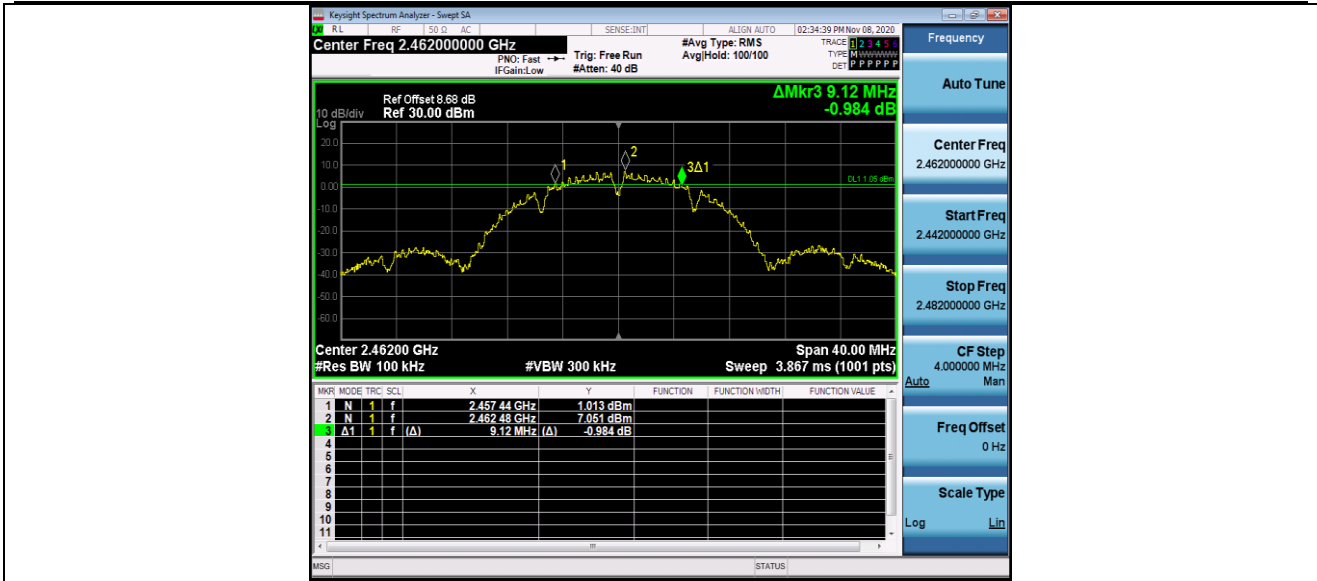 Keysight Spectrum Analyzer - Swept SA
RL RF 50 Ω AC SENSE:INT ALIGN AUTO 02:34:39 PM Nov 08, 2020
Center Freq 2.462000000 GHz
PNO: Fast
IFGain:Low
Trig: Free Run
#Atten: 40 dB
#Avg Type: RMS
Avg|Hold: 100/100
TRACE 1 2 3 4 5 6
TYPE M WWWWW
DET P P P P P P
Ref Offset 8.68 dB
Ref 30.00 dBm
10 dB/div
Log
ΔMkr3 9.12 MHz
-0.984 dB
20.0
10.0
0.00
-10.0
-20.0
-30.0
-40.0
-50.0
-60.0
1
2
3Δ1
DL1 1.05 dBm
Center 2.46200 GHz Span 40.00 MHz
#Res BW 100 kHz #VBW 300 kHz Sweep 3.867 ms (1001 pts)
MKR MODE TRC SCL X Y FUNCTION FUNCTION WIDTH FUNCTION VALUE
1 N 1 f 2.457 44 GHz 1.013 dBm
2 N 1 f 2.462 48 GHz 7.051 dBm
3 Δ1 1 f (Δ) 9.12 MHz (Δ) -0.984 dB
4
5
6
7
8
9
10
11
MSG STATUS
Frequency
Auto Tune
Center Freq
2.462000000 GHz
Start Freq
2.442000000 GHz
Stop Freq
2.482000000 GHz
CF Step
4.000000 MHz
Auto Man
Freq Offset
0 Hz
Scale Type
Log Lin